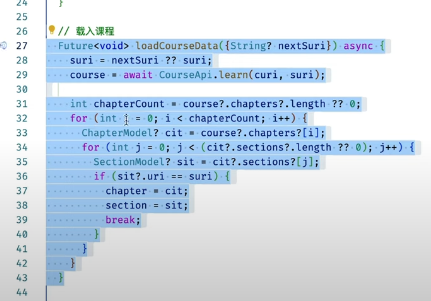 24
25 }
26 // 载入课程
27 Future<void> loadCourseData({String? nextSuri}) async {
28 suri = nextSuri ?? suri;
29 course = await CourseApi.learn(curi, suri);
30
31 int chapterCount = course?.chapters?.length ?? 0;
32 for (int i = 0; i < chapterCount; i++) {
33 ChapterModel? cit = course?.chapters?[i];
34 for (int j = 0; j < (cit?.sections?.length ?? 0); j++) {
35 SectionModel? sit = cit?.sections?[j];
36 if (sit?.uri == suri) {
37 chapter = cit;
38 section = sit;
39 break;
40 }
41 }
42 }
43 }
44